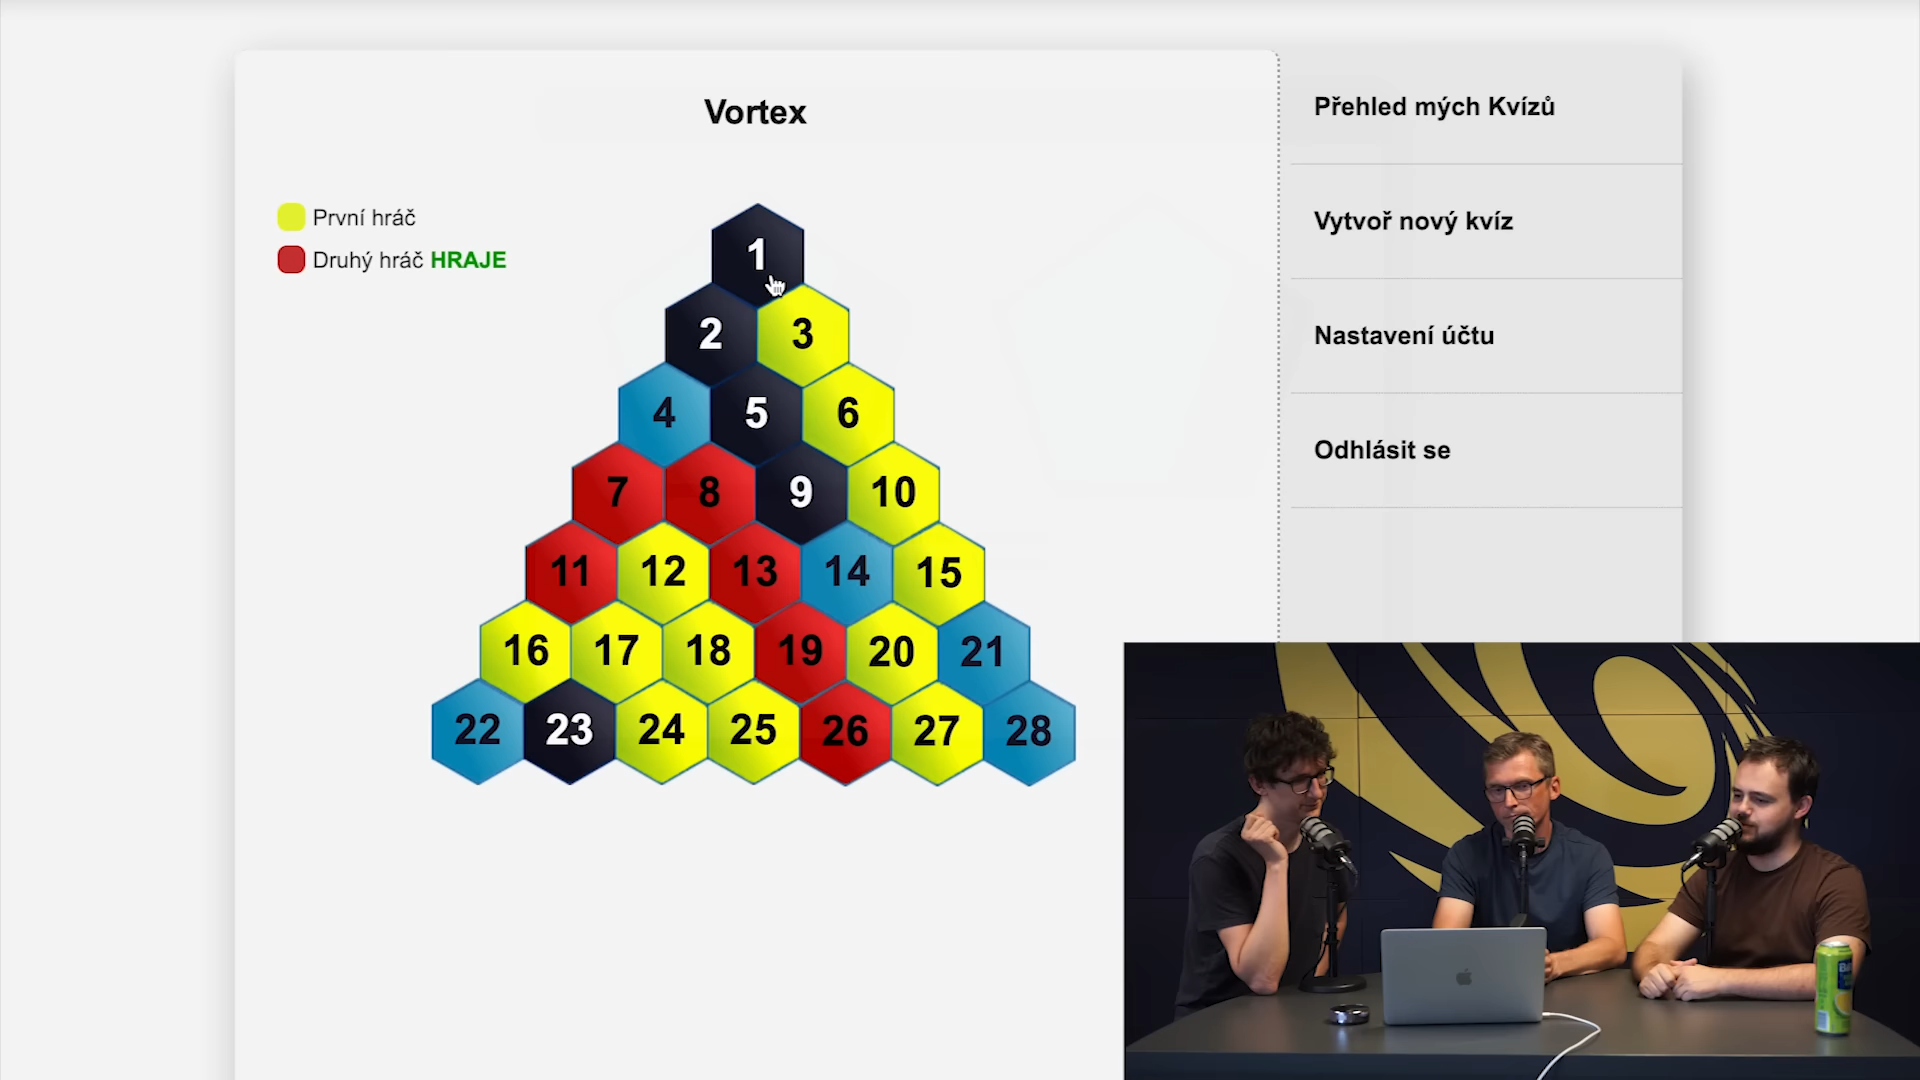 Vortex
První hráč
Druhý hráč HRAJE
1
2 3
4 5 6
7 8 9 10
11 12 13 14 15
16 17 18 19 20 21
22 23 24 25 26 27 28
Přehled mých Kvízů
Vytvoř nový kvíz
Nastavení účtu
Odhlásit se